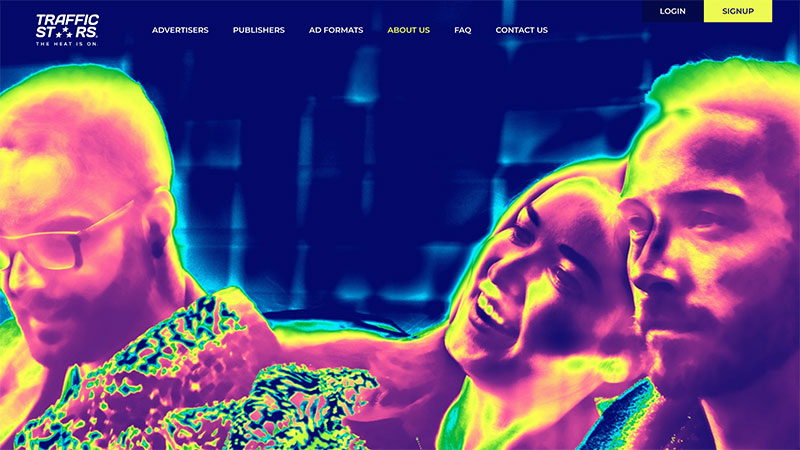 TRAFFIC
ST★★RS.
THE HEAT IS ON.
ADVERTISERS PUBLISHERS AD FORMATS ABOUT US FAQ CONTACT US
LOGIN SIGNUP